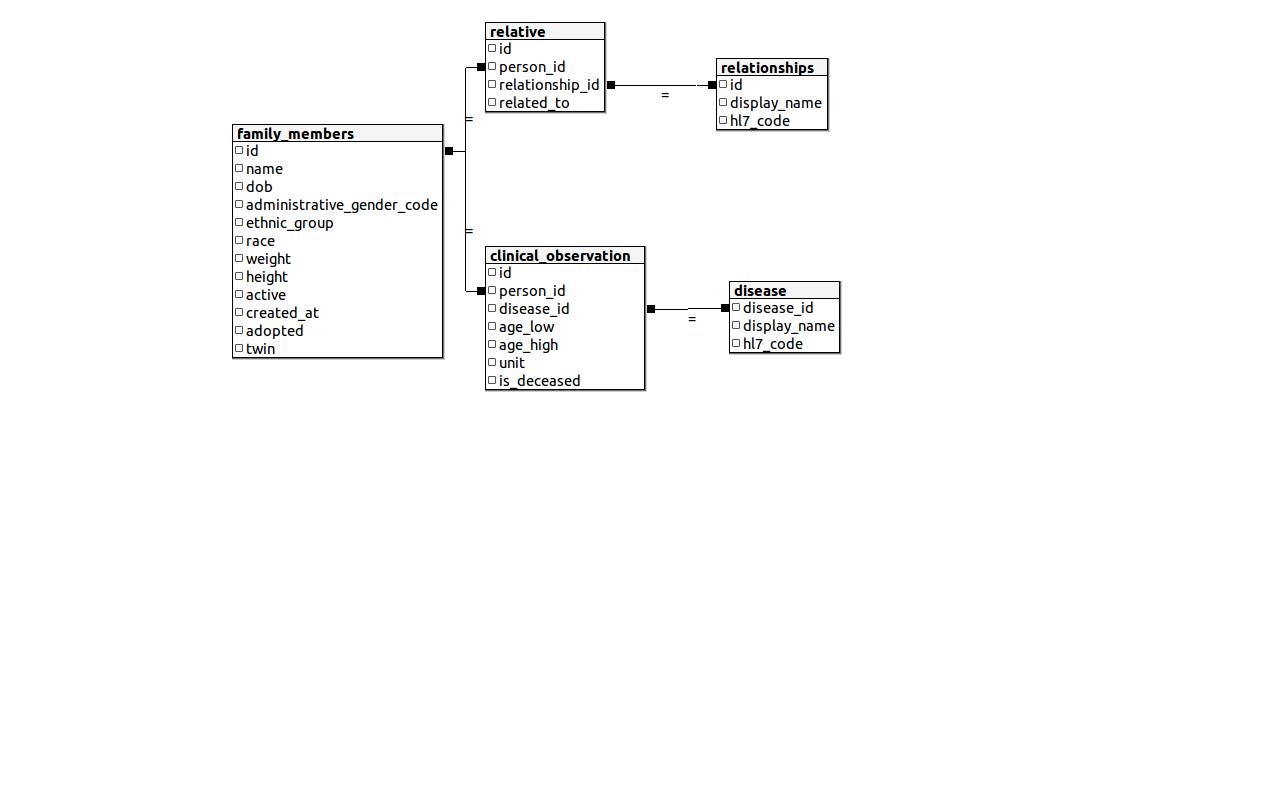 relative
id
person_id
relationship_id
related_to
=
relationships
id
display_name
hl7_code
=
family_members
id
name
dob
administrative_gender_code
ethnic_group
race
weight
height
active
created_at
adopted
twin
=
clinical_observation
id
person_id
disease_id
age_low
age_high
unit
is_deceased
=
disease
disease_id
display_name
hl7_code